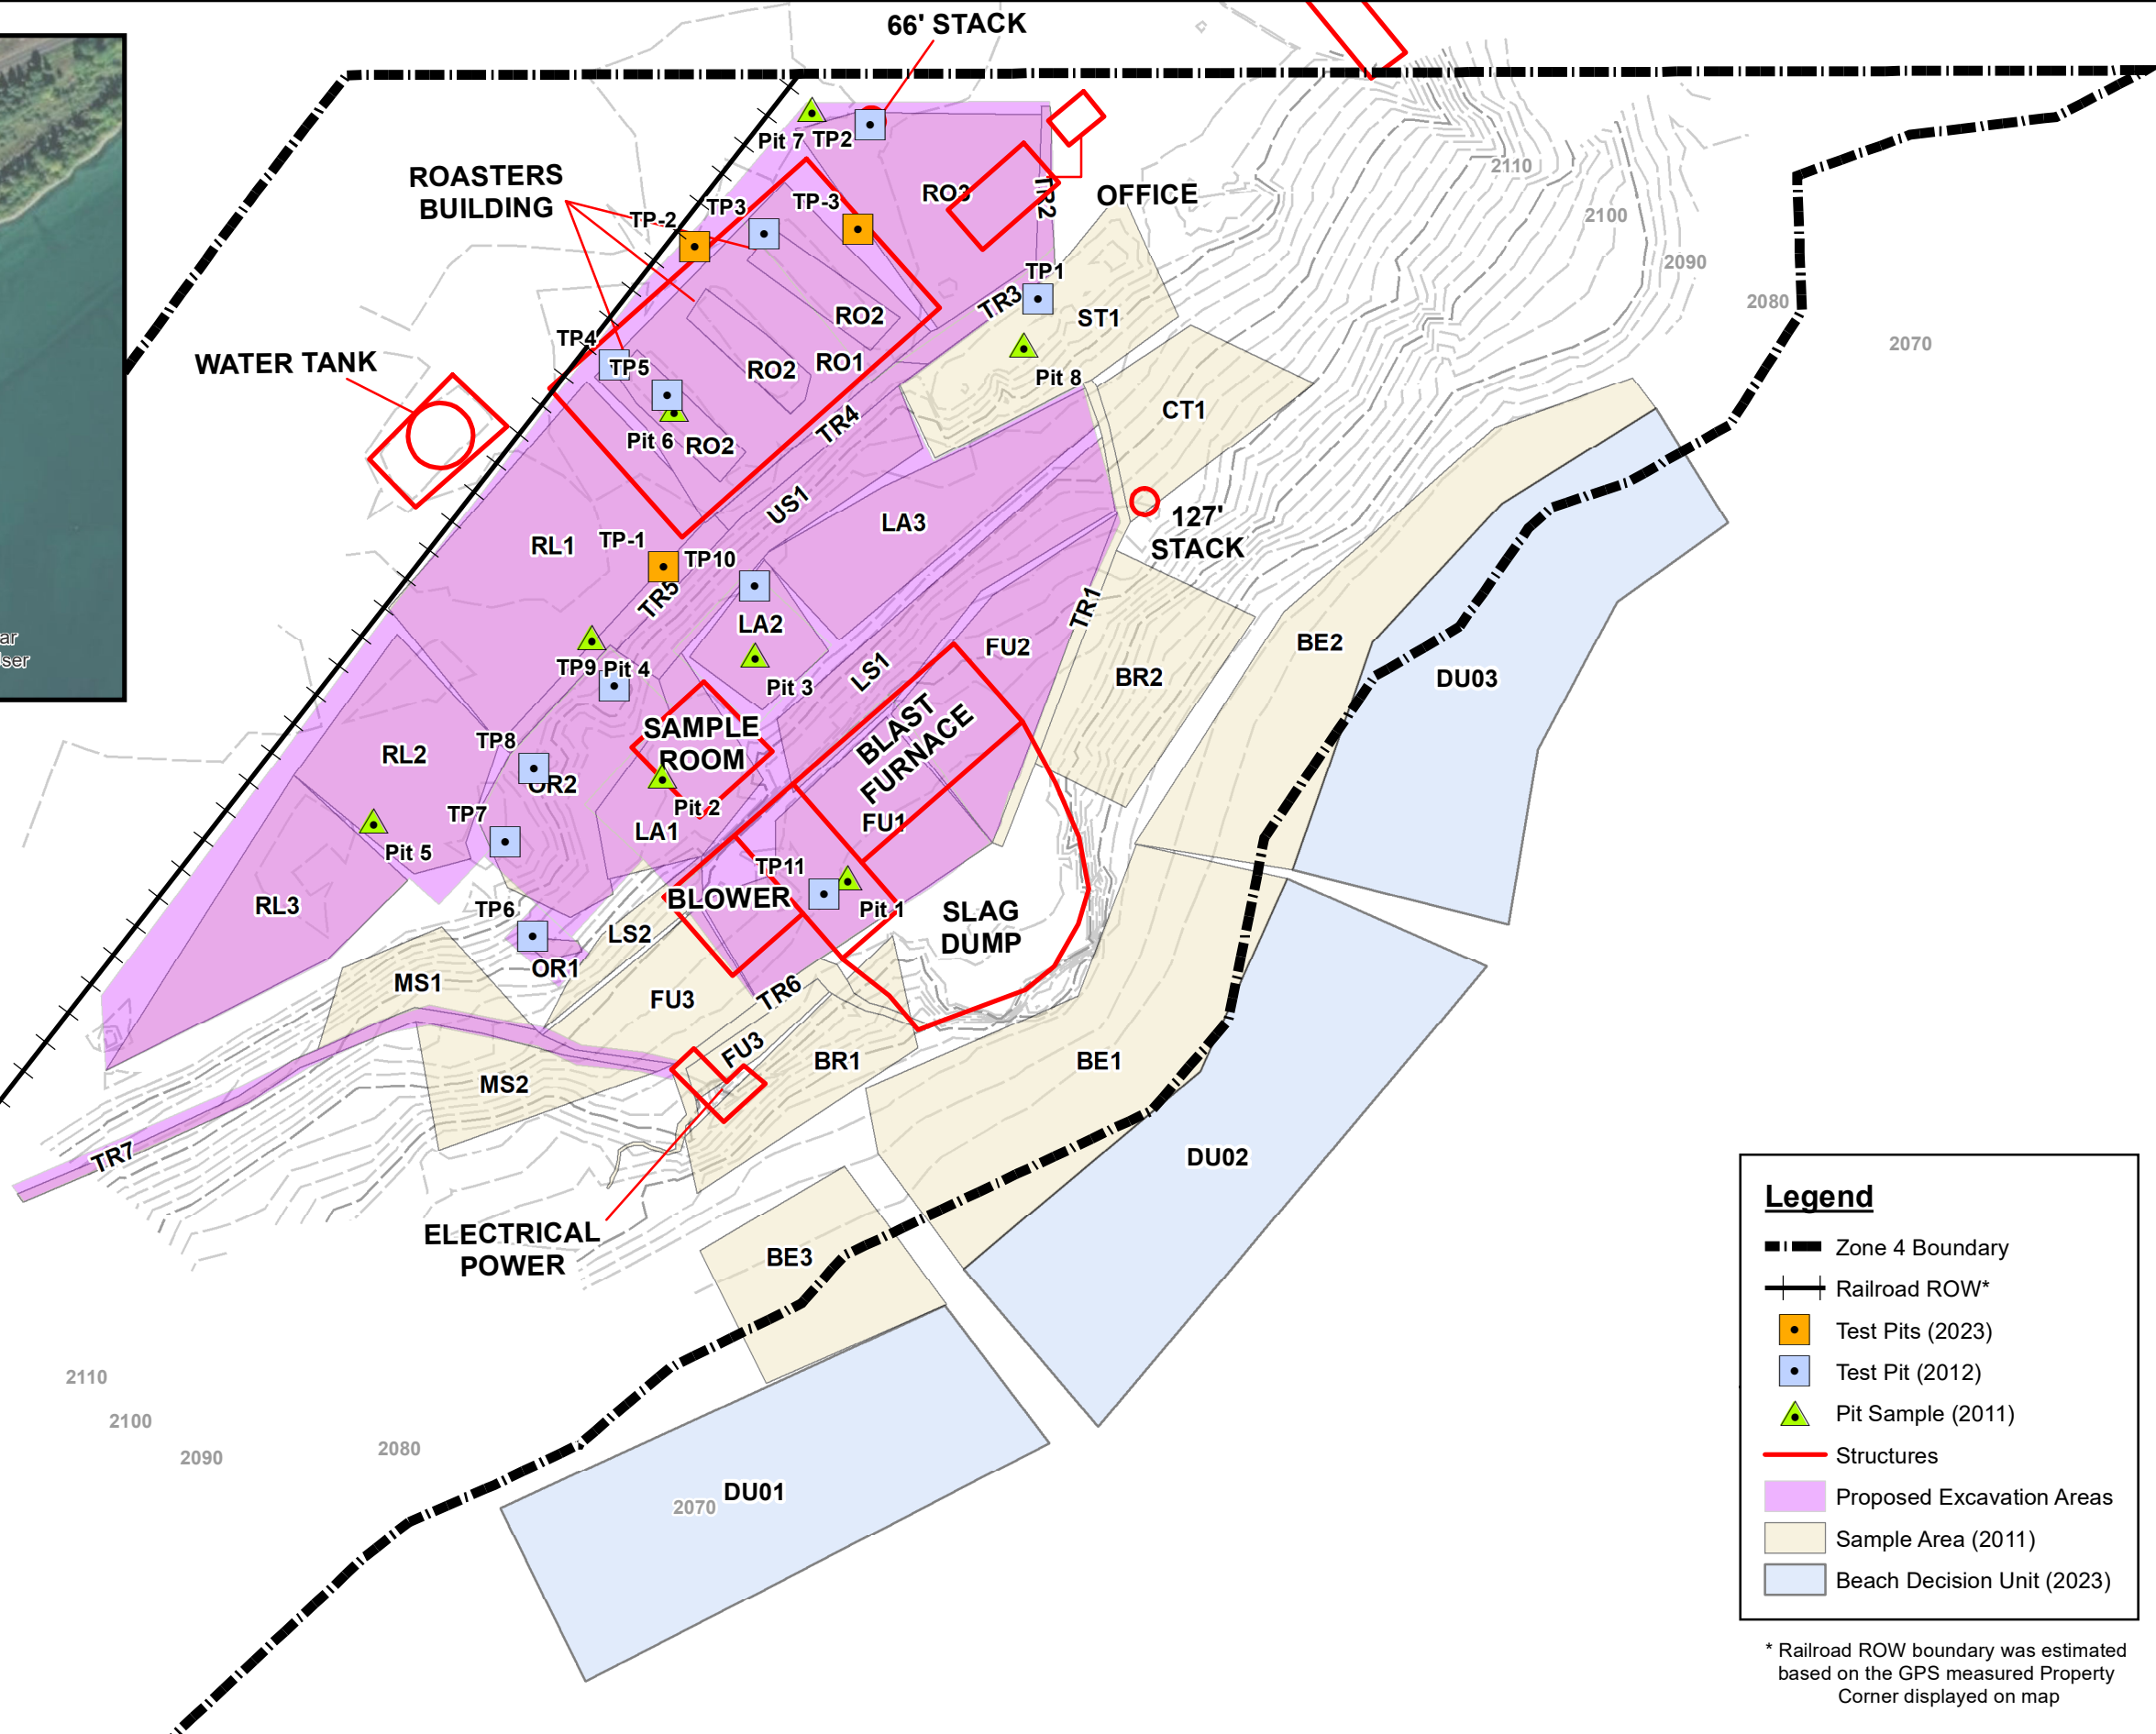 66' STACK
Pit 7
TP2
ROASTERS
BUILDING
RO3
TR2
OFFICE
2110
2100
2090
2080
2070
TP-2
TP3
TP-3
TP1
TR3
ST1
RO2
TP4
TP5
RO2
RO1
Pit 8
WATER TANK
CT1
TR4
Pit 6
RO2
US1
LA3
127'
STACK
RL1
TP-1
TP10
TR5
LA2
TR1
ar
ser
TP9
Pit 4
LS1
FU2
BE2
BR2
DU03
Pit 3
SAMPLE
ROOM
BLAST
FURNACE
TP8
RL2
OR2
Pit 2
TP7
LA1
FU1
Pit 5
TP11
BLOWER
Pit 1
RL3
TP6
LS2
SLAG
DUMP
OR1
MS1
FU3
TR6
FU3
BR1
BE1
MS2
TR7
DU02
ELECTRICAL
POWER
BE3
2110
2100
2090
2080
DU01
2070
Legend
Zone 4 Boundary
Railroad ROW*
Test Pits (2023)
Test Pit (2012)
Pit Sample (2011)
Structures
Proposed Excavation Areas
Sample Area (2011)
Beach Decision Unit (2023)
* Railroad ROW boundary was estimated
based on the GPS measured Property
Corner displayed on map